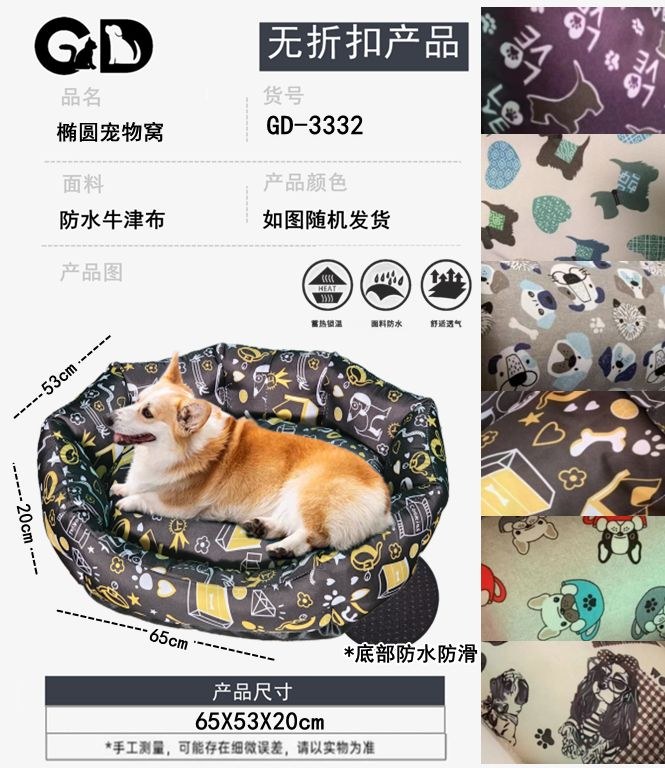 GD
无折扣产品
品名
货号
椭圆宠物窝
GD-3332
面料
产品颜色
防水牛津布
如图随机发货
产品图
HEAT
蓄热锁温
面料防水
舒适透气
53cm
20cm
65cm
*底部防水防滑
产品尺寸
65X53X20cm
*手工测量，可能存在细微误差，请以实物为准
LOVE